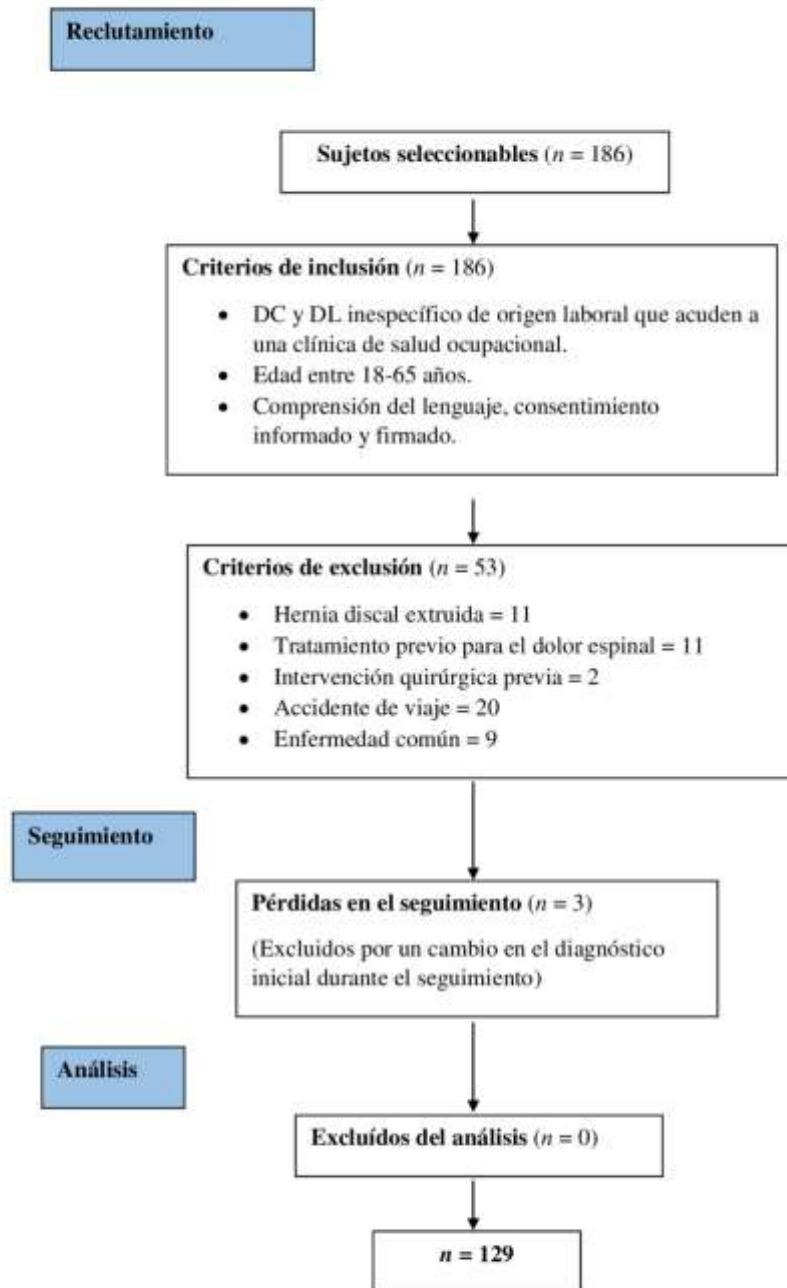 Reclutamiento
Sujetos seleccionables (n = 186)
Criterios de inclusión (n = 186)
• DC y DL inespecífico de origen laboral que acuden a
una clínica de salud ocupacional.
• Edad entre 18-65 años.
• Comprensión del lenguaje, consentimiento
informado y firmado.
Criterios de exclusión (n = 53)
• Hernia discal extruida = 11
• Tratamiento previo para el dolor espinal = 11
• Intervención quirúrgica previa = 2
• Accidente de viaje = 20
• Enfermedad común = 9
Seguimiento
Pérdidas en el seguimiento (n = 3)
(Excluidos por un cambio en el diagnóstico
inicial durante el seguimiento)
Análisis
Excluídos del análisis (n = 0)
n = 129